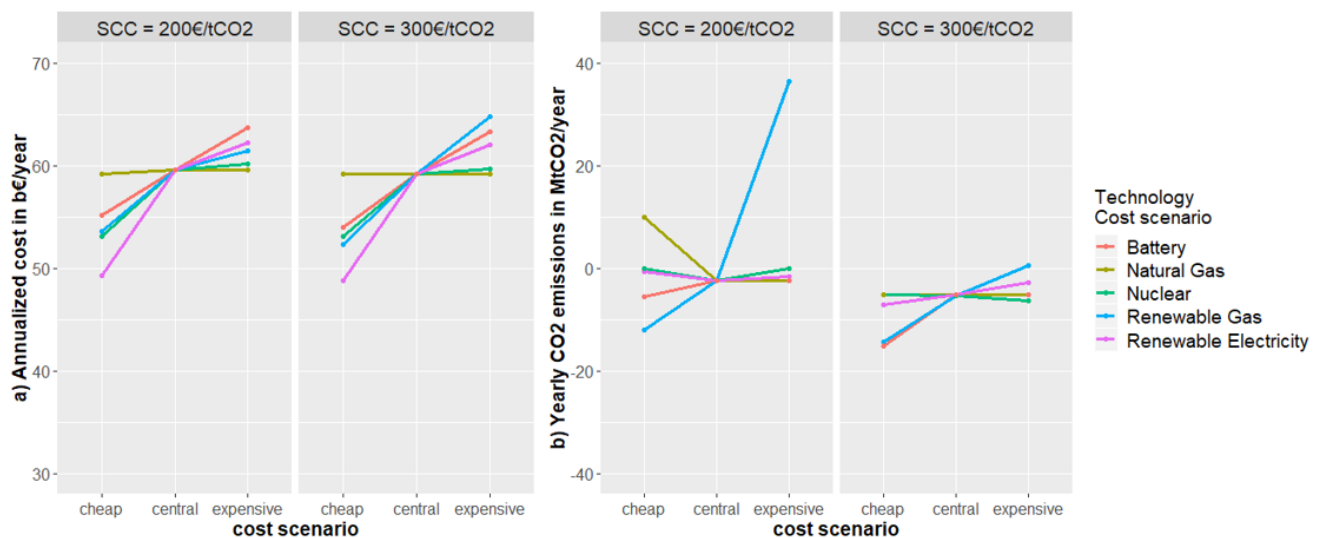 SCC = 200€/tCO2
SCC = 300€/tCO2
a) Annualized cost in b€/year
70
60
50
40
30
cheap central expensive
cheap central expensive
cost scenario
SCC = 200€/tCO2
SCC = 300€/tCO2
b) Yearly CO2 emissions in MtCO2/year
40
20
0
-20
-40
cheap central expensive
cheap central expensive
cost scenario
Technology
Cost scenario
Battery
Natural Gas
Nuclear
Renewable Gas
Renewable Electricity